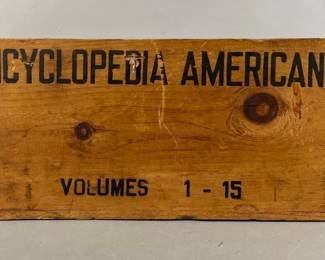 CYCLOPEDIA AMERICAN
VOLUMES 1 - 15